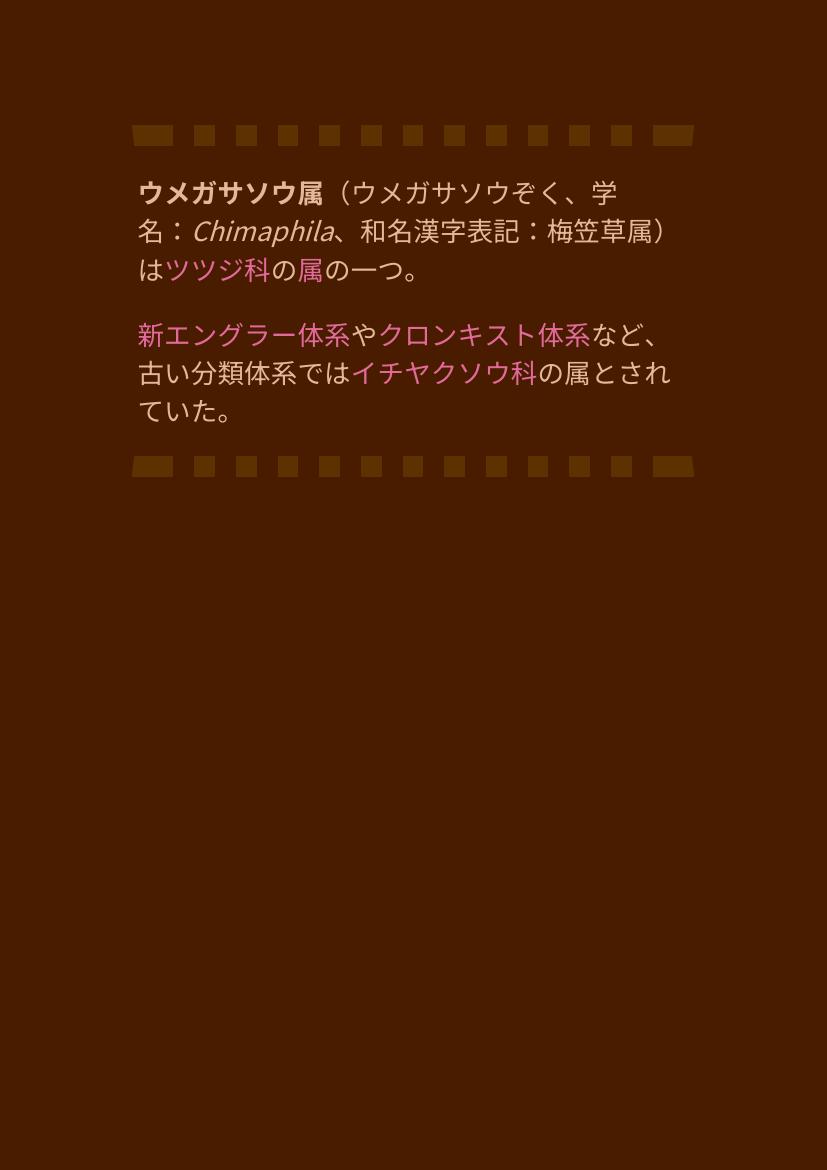 ウメガサソウ属（ウメガサソウぞく、学
名：Chimaphila、和名漢字表記：梅笠草属）
はツツジ科の属の一つ。
新エングラー体系やクロンキスト体系など、
古い分類体系ではイチヤクソウ科の属とされ
ていた。